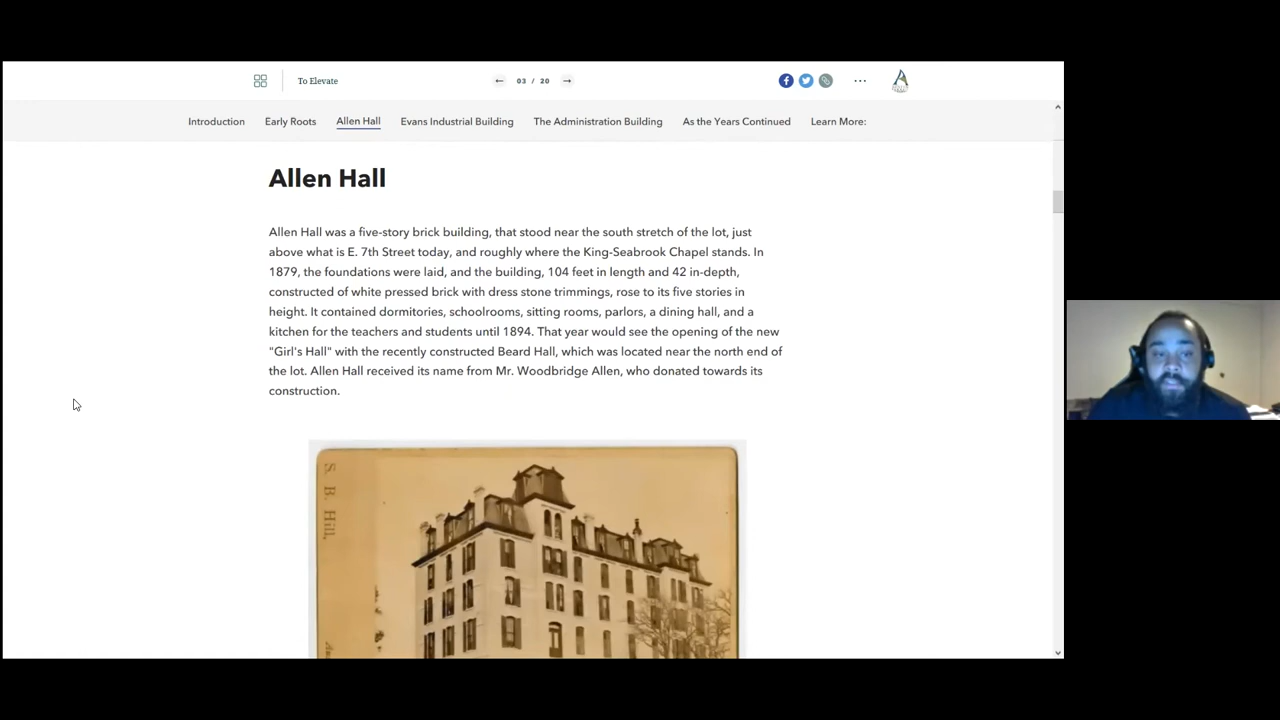 To Elevate
03 / 20
Introduction
Early Roots
Allen Hall
Evans Industrial Building
The Administration Building
As the Years Continued
Learn More:
Allen Hall
Allen Hall was a five-story brick building, that stood near the south stretch of the lot, just
above what is E. 7th Street today, and roughly where the King-Seabrook Chapel stands. In
1879, the foundations were laid, and the building, 104 feet in length and 42 in-depth,
constructed of white pressed brick with dress stone trimmings, rose to its five stories in
height. It contained dormitories, schoolrooms, sitting rooms, parlors, a dining hall, and a
kitchen for the teachers and students until 1894. That year would see the opening of the new
"Girl's Hall" with the recently constructed Beard Hall, which was located near the north end of
the lot. Allen Hall received its name from Mr. Woodbridge Allen, who donated towards its
construction.
S. B. Hill,